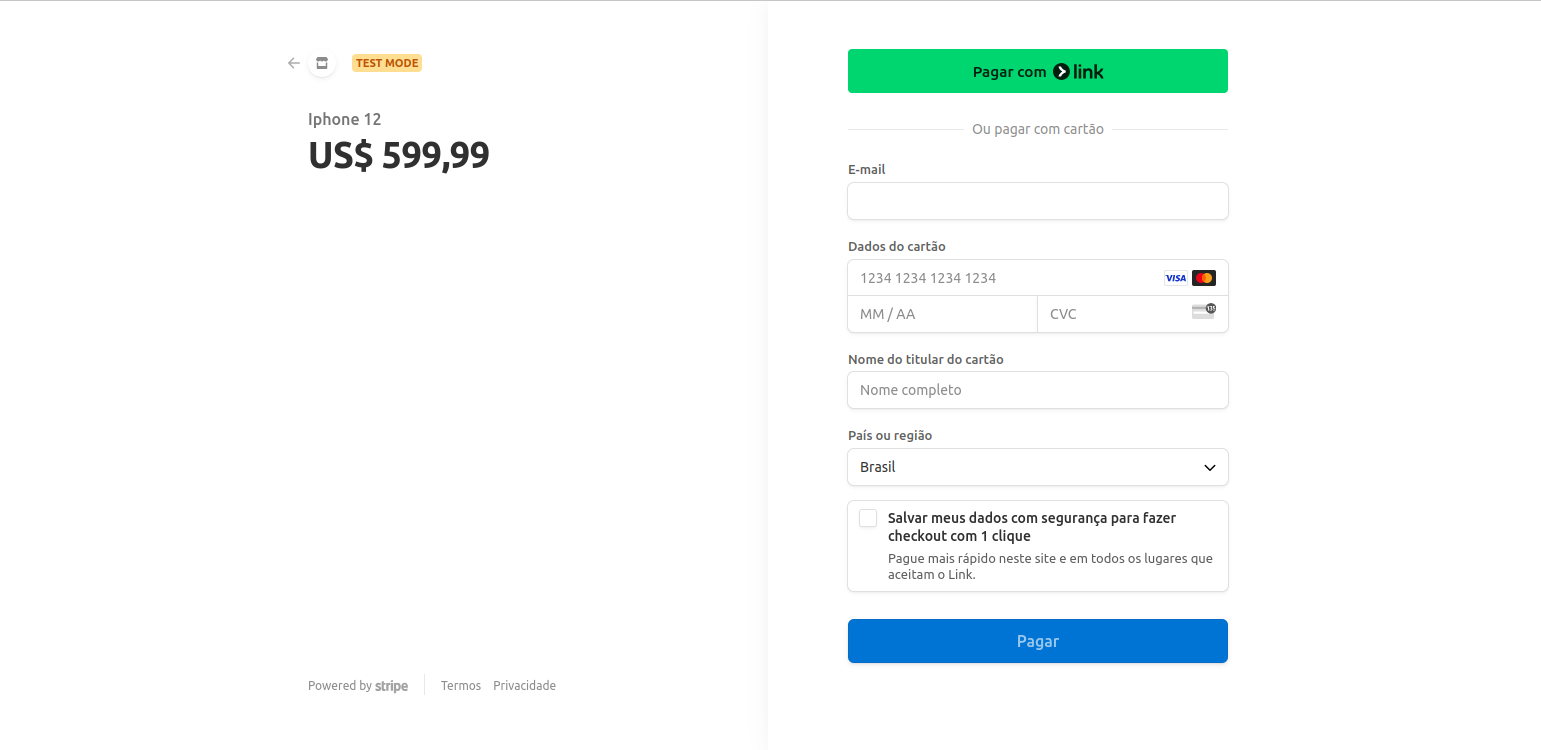 TEST MODE
Iphone 12
US$ 599,99
Powered by stripe
Termos Privacidade
Pagar com link
Ou pagar com cartão
E-mail
Dados do cartão
1234 1234 1234 1234 VISA
MM / AA CVC
Nome do titular do cartão
Nome completo
País ou região
Brasil
Salvar meus dados com segurança para fazer
checkout com 1 clique
Pague mais rápido neste site e em todos os lugares que
aceitam o Link.
Pagar